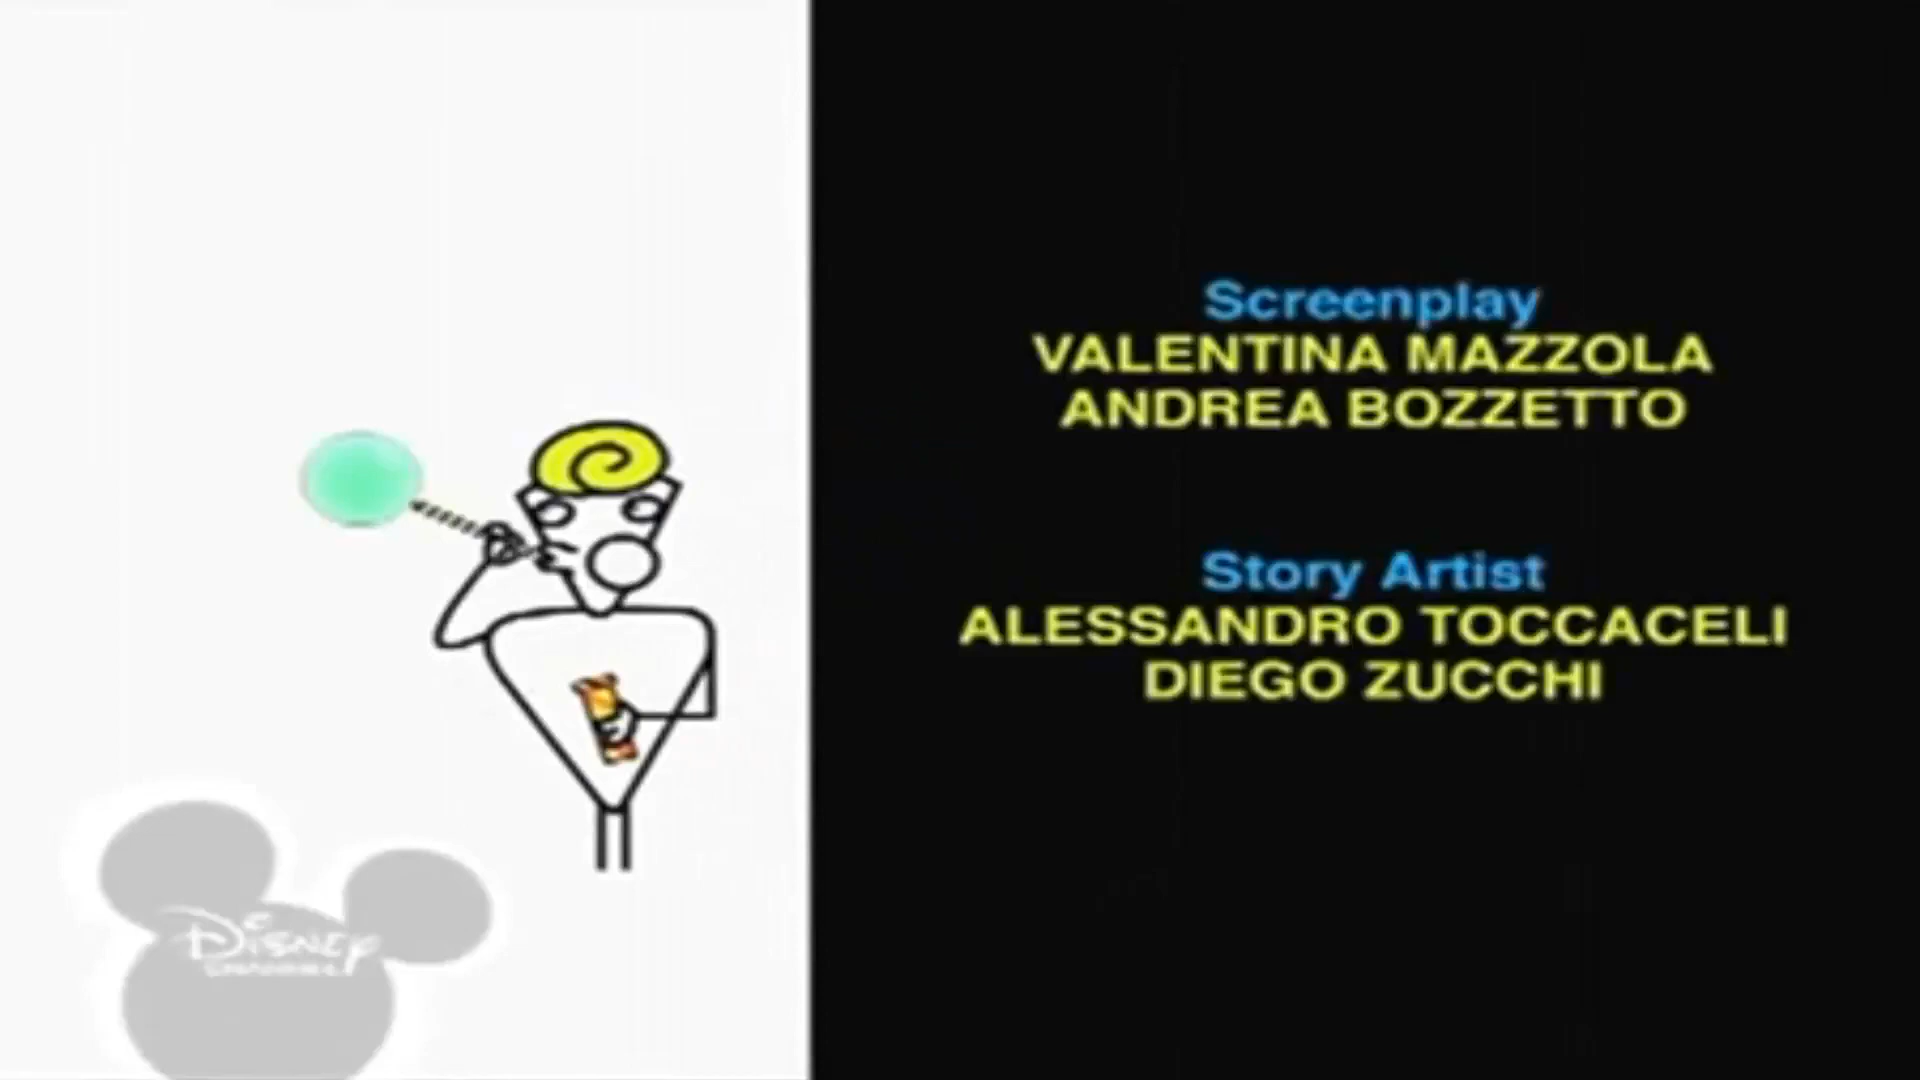 Screenplay
VALENTINA MAZZOLA
ANDREA BOZZETTO
Story Artist
ALESSANDRO TOCCACELI
DIEGO ZUCCHI
Disney